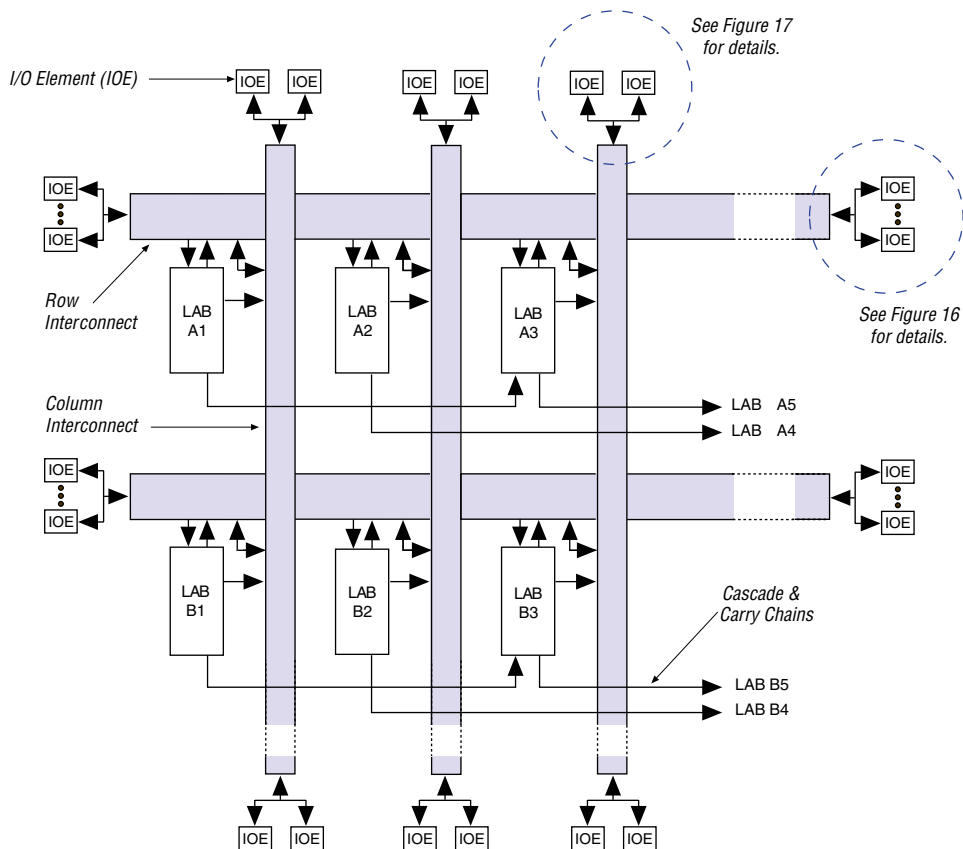 See Figure 17
for details.
I/O Element (IOE)
IOE
IOE
IOE
IOE
IOE
IOE
IOE
IOE
IOE
IOE
Row
Interconnect
LAB
A1
LAB
A2
LAB
A3
See Figure 16
for details.
Column
Interconnect
LAB A5
LAB A4
IOE
IOE
IOE
IOE
LAB
B1
LAB
B2
LAB
B3
Cascade &
Carry Chains
LAB B5
LAB B4
IOE
IOE
IOE
IOE
IOE
IOE